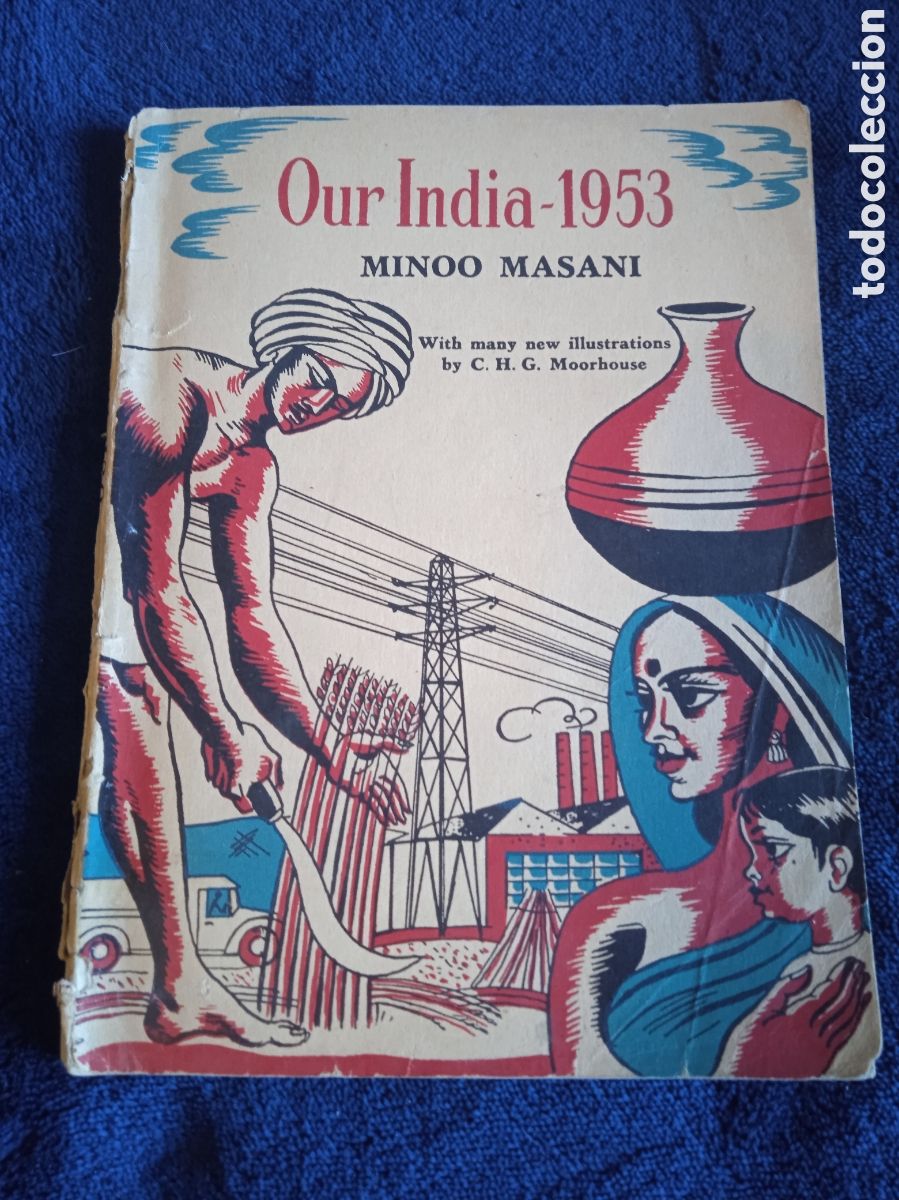 Our India-1953
MINOO MASANI
With many new illustrations
by C. H. G. Moorhouse
todocoleccion